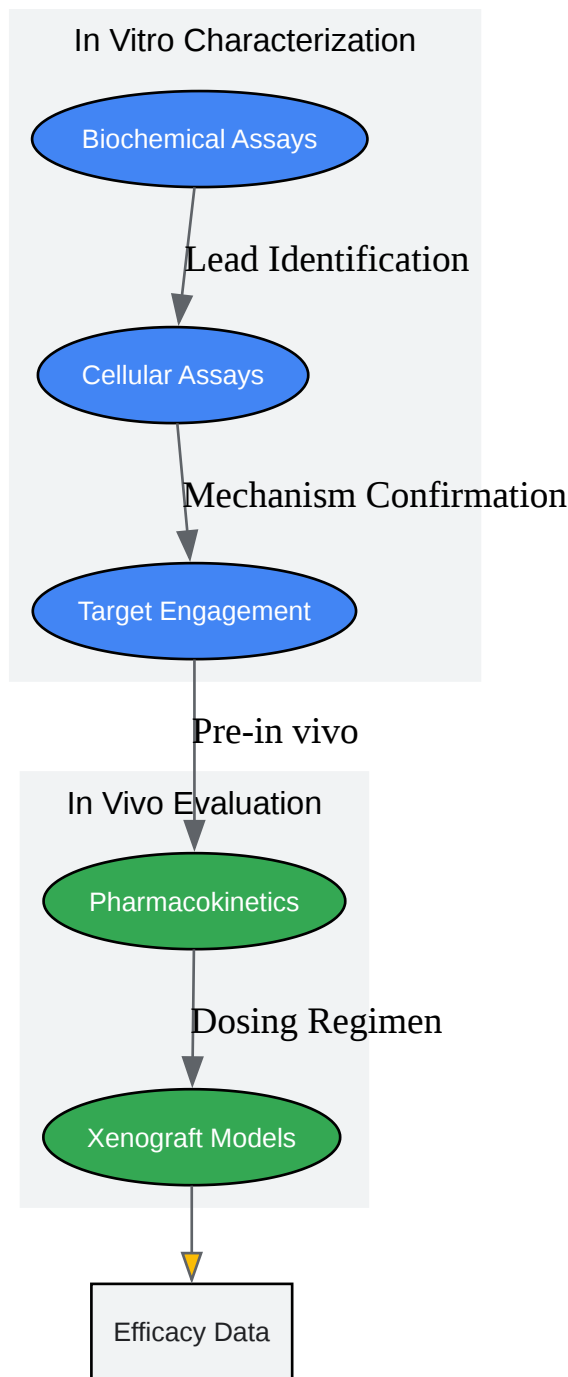 In Vitro Characterization
Biochemical Assays
Lead Identification
Cellular Assays
Mechanism Confirmation
Target Engagement
Pre-in vivo
In Vivo Evaluation
Pharmacokinetics
Dosing Regimen
Xenograft Models
Efficacy Data